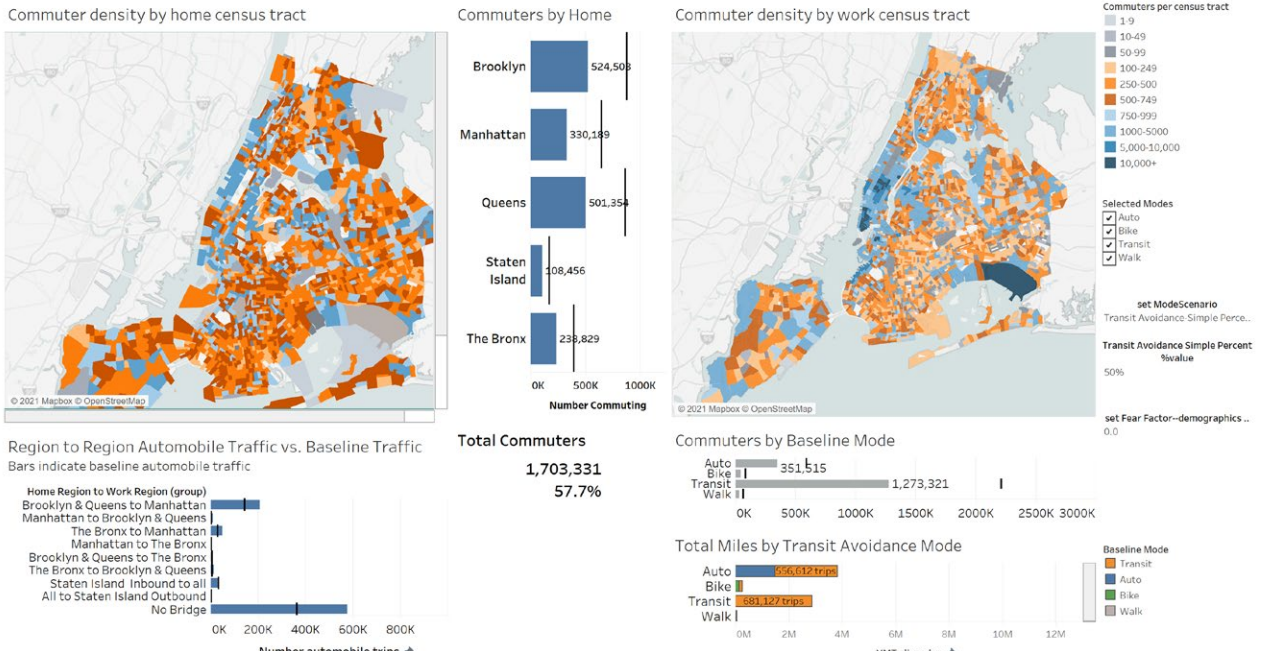 Commuter density by home census tract
© 2021 Mapbox © OpenStreetMap
Commuters by Home
Brooklyn 524,503
Manhattan 330,189
Queens 501,354
Staten
Island 108,456
The Bronx 238,829
0K 500K 1000K
Number Commuting
Commuter density by work census tract
© 2021 Mapbox © OpenStreetMap
Commuters per census tract
1-9
10-49
50-99
100-249
250-500
500-749
750-999
1000-5000
5,000-10,000
10,000+
Selected Modes
Auto
Bike
Transit
Walk
set ModeScenario
Transit Avoidance-Simple Perce..
Transit Avoidance Simple Percent
%value
50%
set Fear Factor--demographics ..
0.0
Region to Region Automobile Traffic vs. Baseline Traffic
Bars indicate baseline automobile traffic
Home Region to Work Region (group)
Brooklyn & Queens to Manhattan
Manhattan to Brooklyn & Queens
The Bronx to Manhattan
Manhattan to The Bronx
Brooklyn & Queens to The Bronx
The Bronx to Brooklyn & Queens
Staten Island Inbound to all
All to Staten Island Outbound
No Bridge
0K 200K 400K 600K 800K
Number automobile trips
Total Commuters
1,703,331
57.7%
Commuters by Baseline Mode
Auto 351,515
Bike
Transit 1,273,321
Walk
0K 500K 1000K 1500K 2000K 2500K 3000K
Total Miles by Transit Avoidance Mode
Auto 556,612 trips
Bike
Transit 681,127 trips
Walk
0M 2M 4M 6M 8M 10M 12M
Baseline Mode
Transit
Auto
Bike
Walk